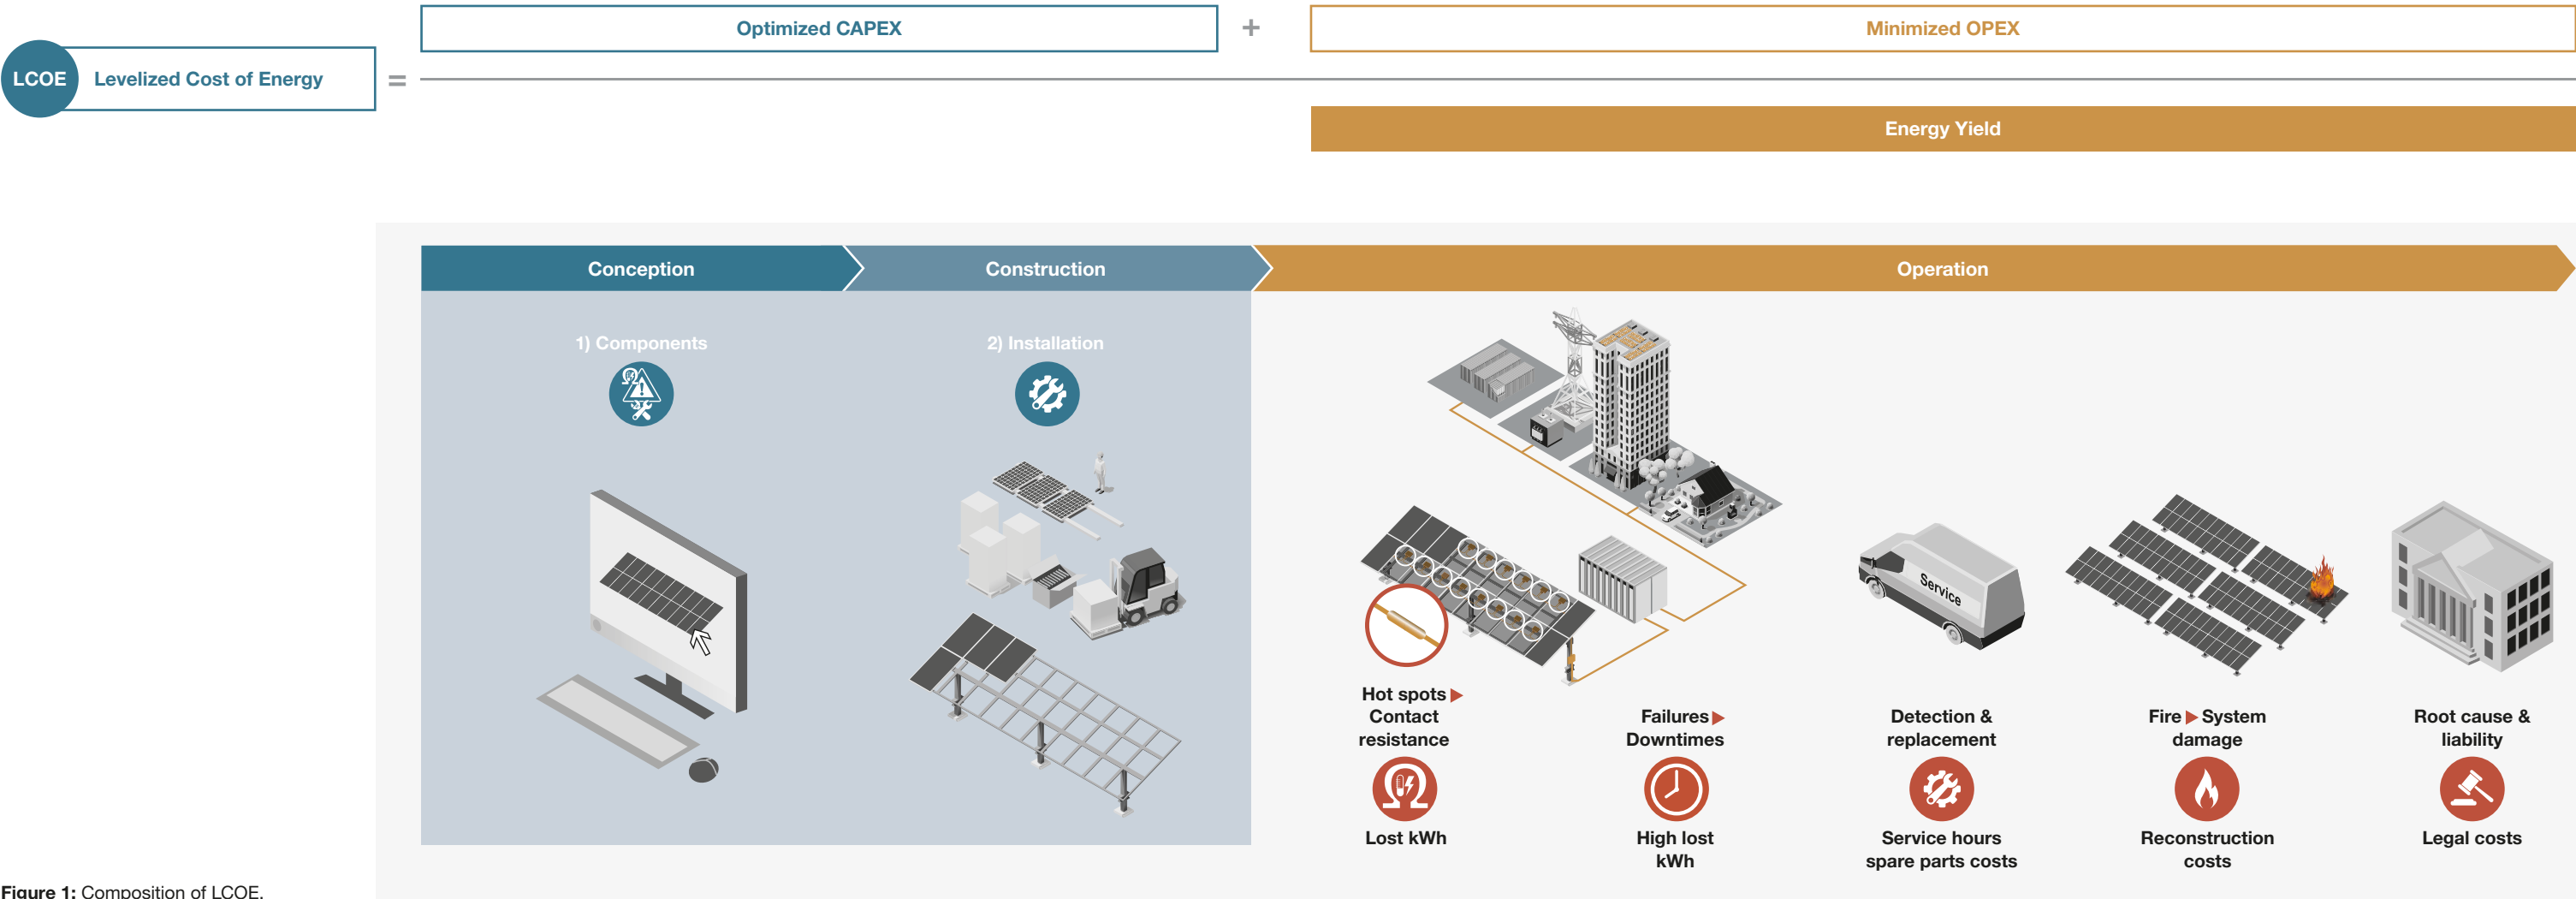 Optimized CAPEX
+
Minimized OPEX
LCOE
Levelized Cost of Energy
=
Energy Yield
Conception
Construction
Operation
1) Components
2) Installation
Service
Hot spots ▶
Contact
resistance
Failures ▶
Downtimes
Detection &
replacement
Fire ▶ System
damage
Root cause &
liability
Ω
Lost kWh
High lost
kWh
Service hours
spare parts costs
Reconstruction
costs
Legal costs
Figure 1: Composition of LCOE.